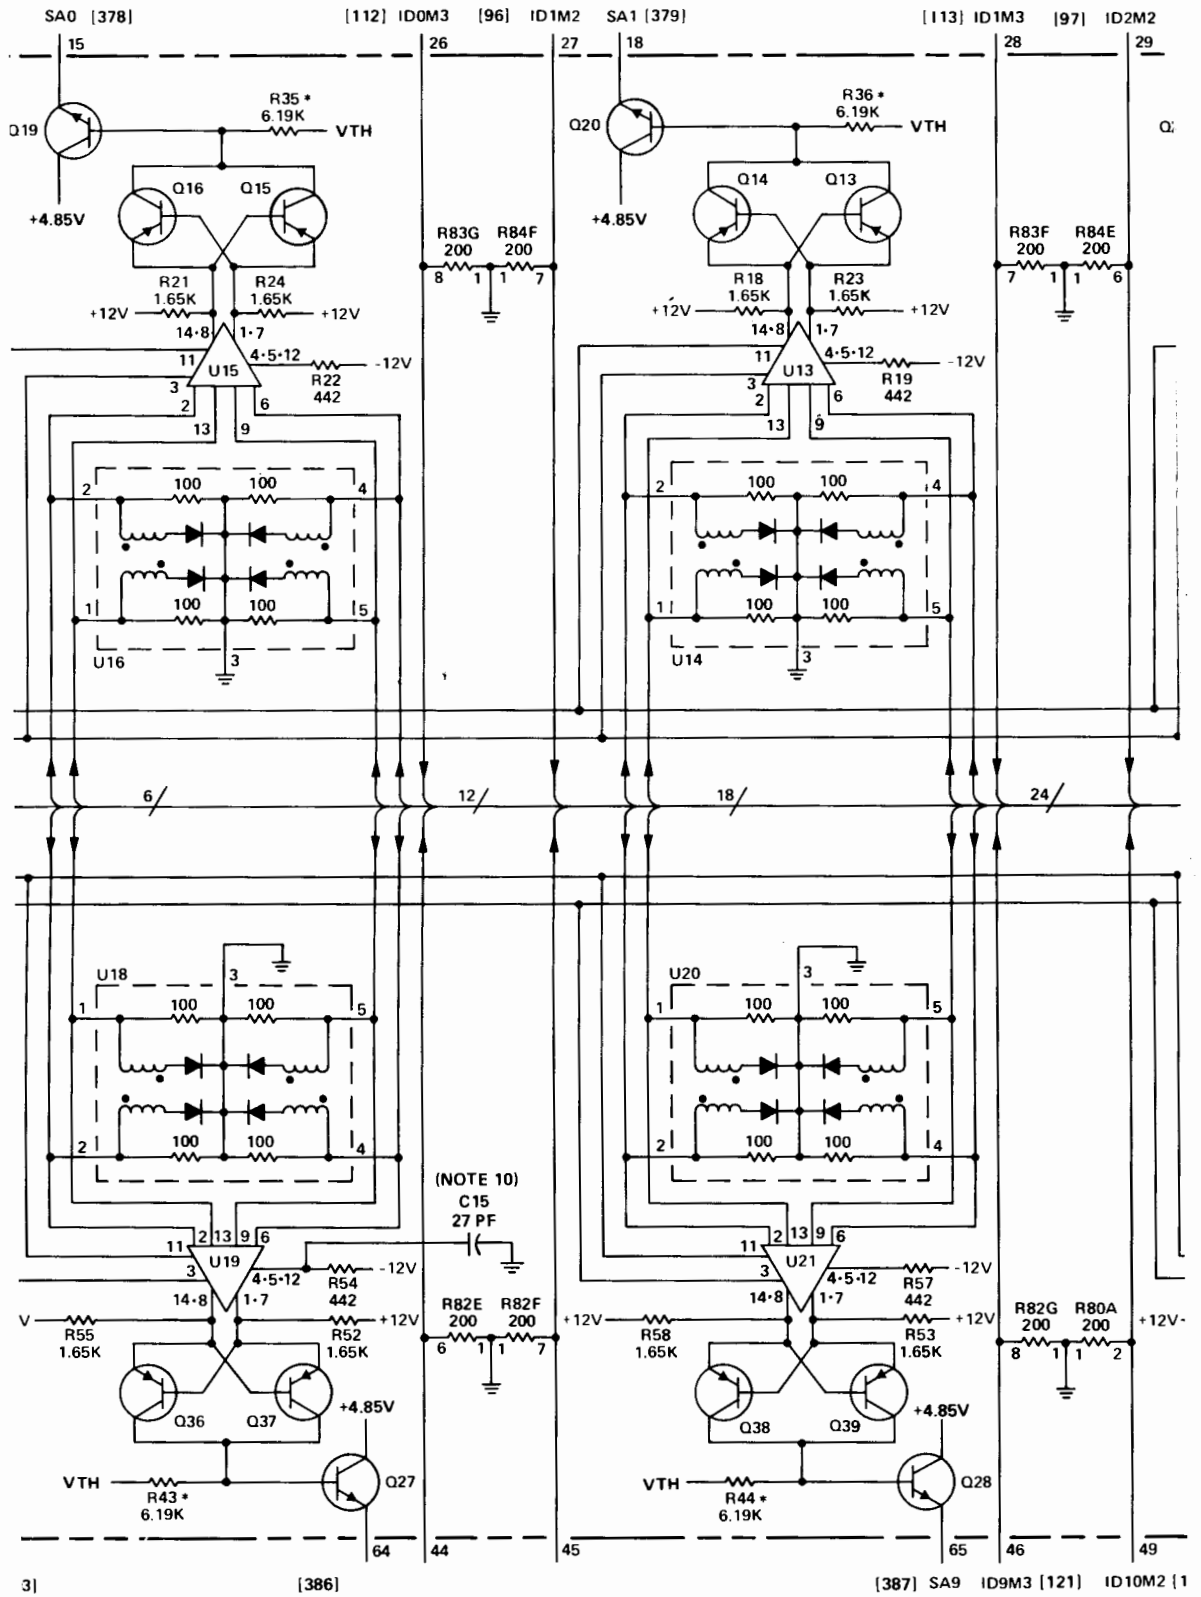 SA0 [378] [112] ID0M3 [96] ID1M2 SA1 [379] [113] ID1M3 [97] ID2M2
15 26 27 18 28 29
R35 * R36 *
6.19K 6.19K
Q19 VTH Q20 VTH
Q16 Q15 Q14 Q13
+4.85V +4.85V
R83G R84F R83F R84E
200 200 200 200
8 1 7 7 1 1 6
R21 R24 R18 R23
1.65K 1.65K 1.65K 1.65K
+12V +12V +12V +12V
14•8 1•7 14•8 1•7
11 4•5•12 -12V 11 4•5•12 -12V
U15 U13
3 R22 3 R19
2 6 442 2 6 442
13 9 13 9
100 100 100 100
2 4 2 4
100 100 100 100
1 5 1 5
U16 3 U14 3
6 12 18 24
U18 3 U20 3
100 100 100 100
1 5 1 5
100 100 100 100
2 4 2 4
(NOTE 10)
C15
27 PF
2 13 9 6 2 13 9 6
11 11
U19 U21
3 4•5•12 -12V 3 4•5•12 -12V
R54 R57
14•8 1•7 442 14•8 1•7 442
R82E R82F R82G R80A
200 200 200 200
V +12V +12V +12V +12V-
R55 R52 R58 R53
1.65K 1.65K 1.65K 1.65K
6 1 1 7 8 1 1 2
Q36 Q37 +4.85V Q38 Q39 +4.85V
VTH Q27 VTH Q28
R43 * R44 *
6.19K 6.19K
64 44 45 65 46 49
3] [386] [387] SA9 ID9M3 [121] ID10M2 [1